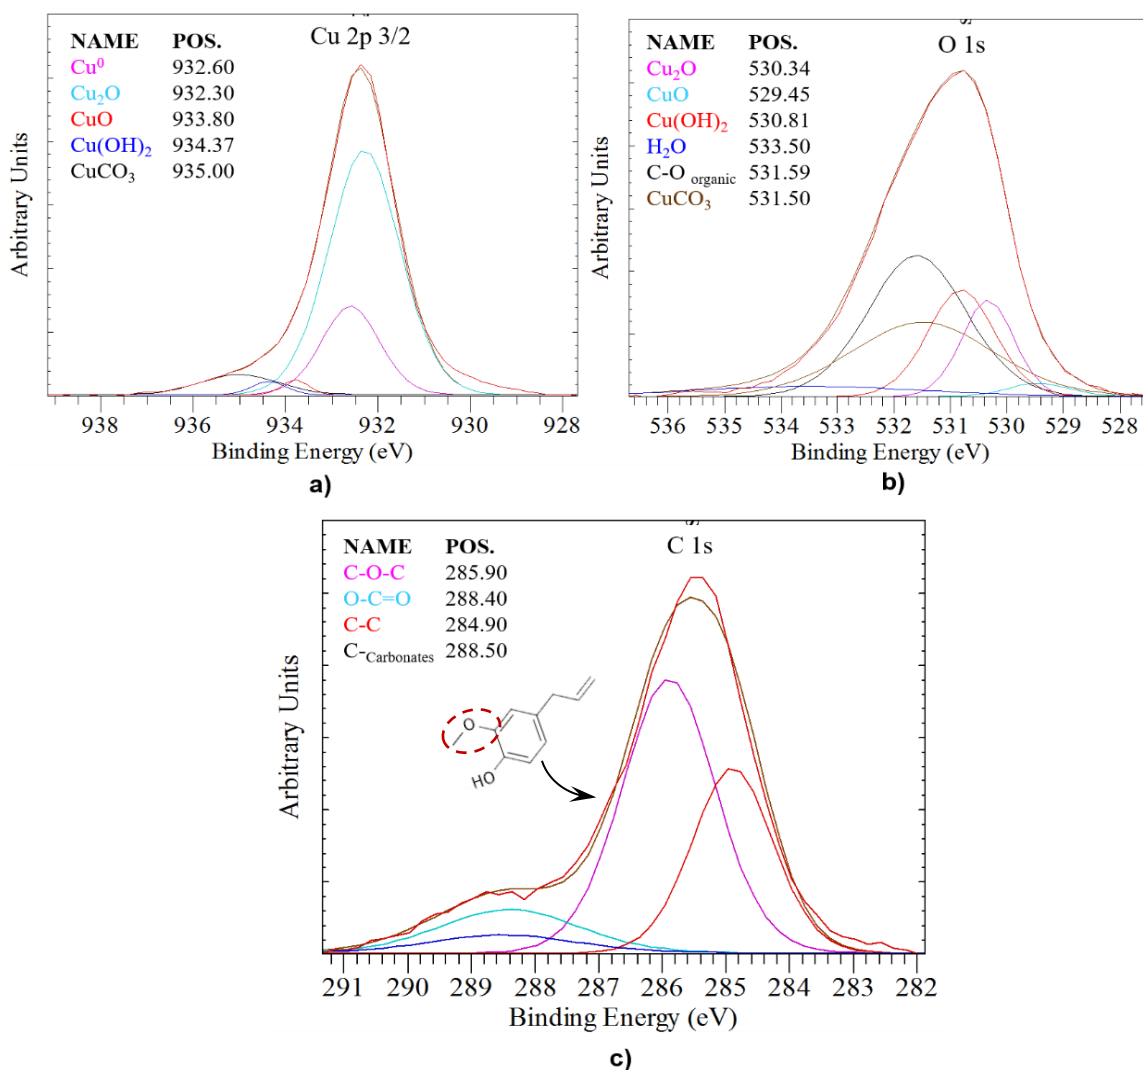 Cu 2p 3/2
NAME POS.
Cu⁰ 932.60
Cu₂O 932.30
CuO 933.80
Cu(OH)₂ 934.37
CuCO₃ 935.00
Arbitrary Units
938 936 934 932 930 928
Binding Energy (eV)
a)
O 1s
NAME POS.
Cu₂O 530.34
CuO 529.45
Cu(OH)₂ 530.81
H₂O 533.50
C-O organic 531.59
CuCO₃ 531.50
Arbitrary Units
536 535 534 533 532 531 530 529 528
Binding Energy (eV)
b)
C 1s
NAME POS.
C-O-C 285.90
O-C=O 288.40
C-C 284.90
C-Carbonates 288.50
O
HO
Arbitrary Units
291 290 289 288 287 286 285 284 283 282
Binding Energy (eV)
c)